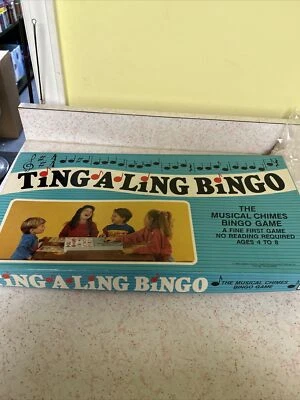 TiNG•A•LiNG BiNGO
THE
MUSICAL CHIMES
BINGO GAME
A FINE FIRST GAME
NO READING REQUIRED
AGES 4 TO 8
TiNG•A•LiNG BiNGO
THE MUSICAL CHIMES
BINGO GAME